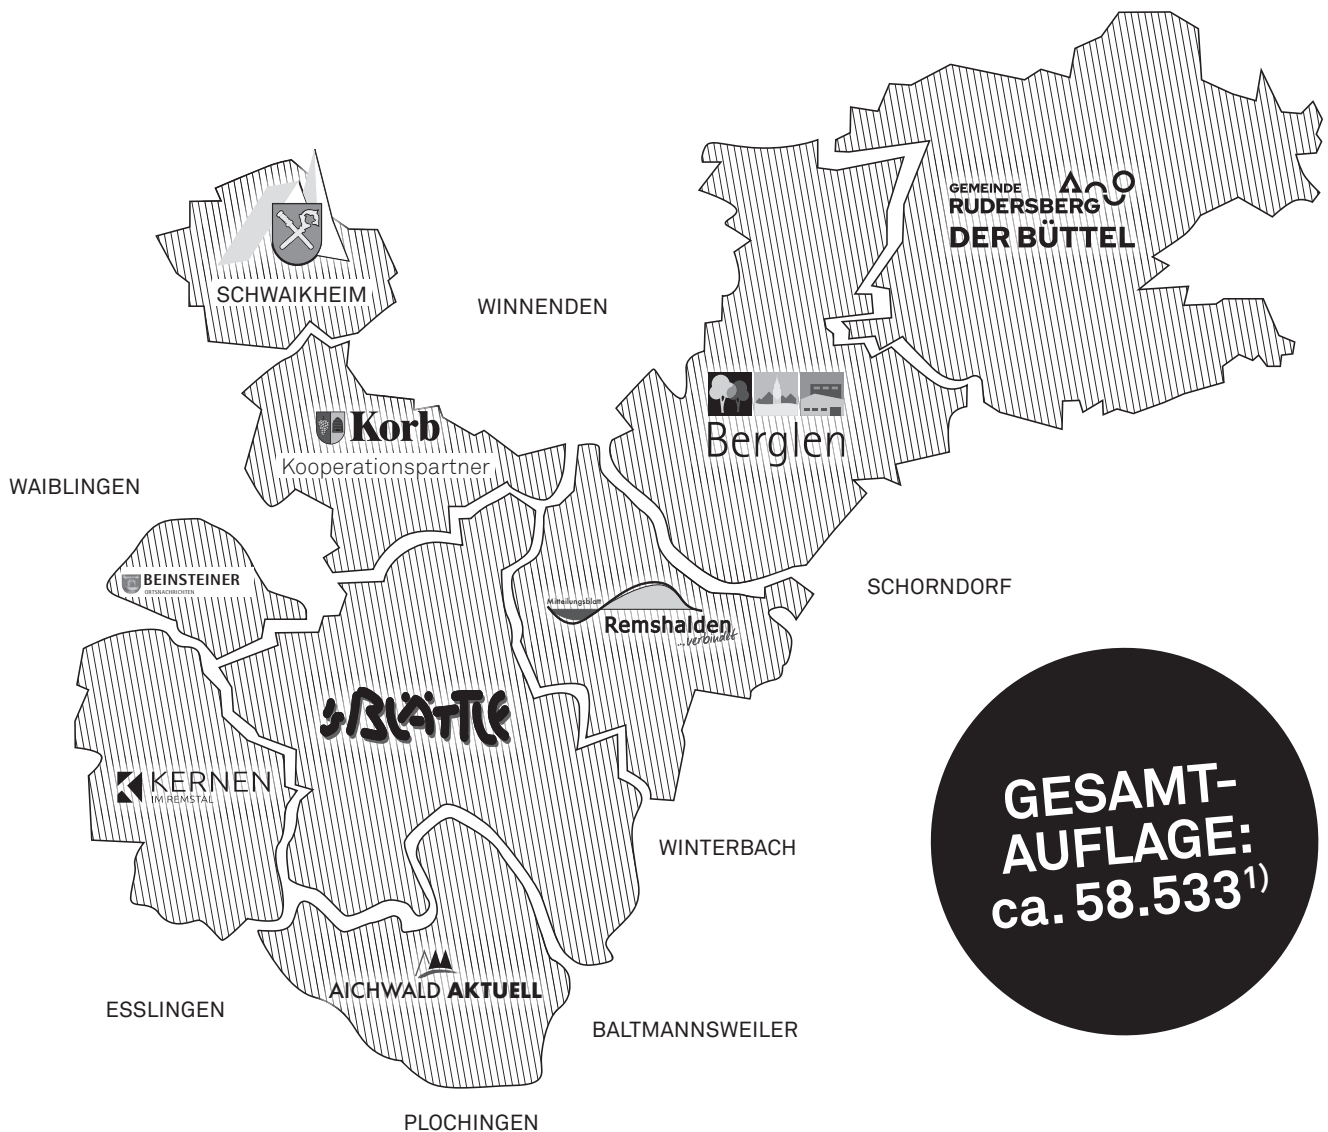 GEMEINDE
RUDERSBERG
DER BÜTTEL
SCHWAIKHEIM
WINNENDEN
Korb
Kooperationspartner
Berglen
WAIBLINGEN
BEINSTEINER
ORTSNACHRICHTEN
SCHORNDORF
Mitteilungsblatt
Remshalden
...verbindet
's BLÄTTLE
KERNEN
IM REMSTAL
GESAMT-
AUFLAGE:
ca. 58.533¹⁾
WINTERBACH
AICHWALD AKTUELL
ESSLINGEN
BALTMANNSWEILER
PLOCHINGEN